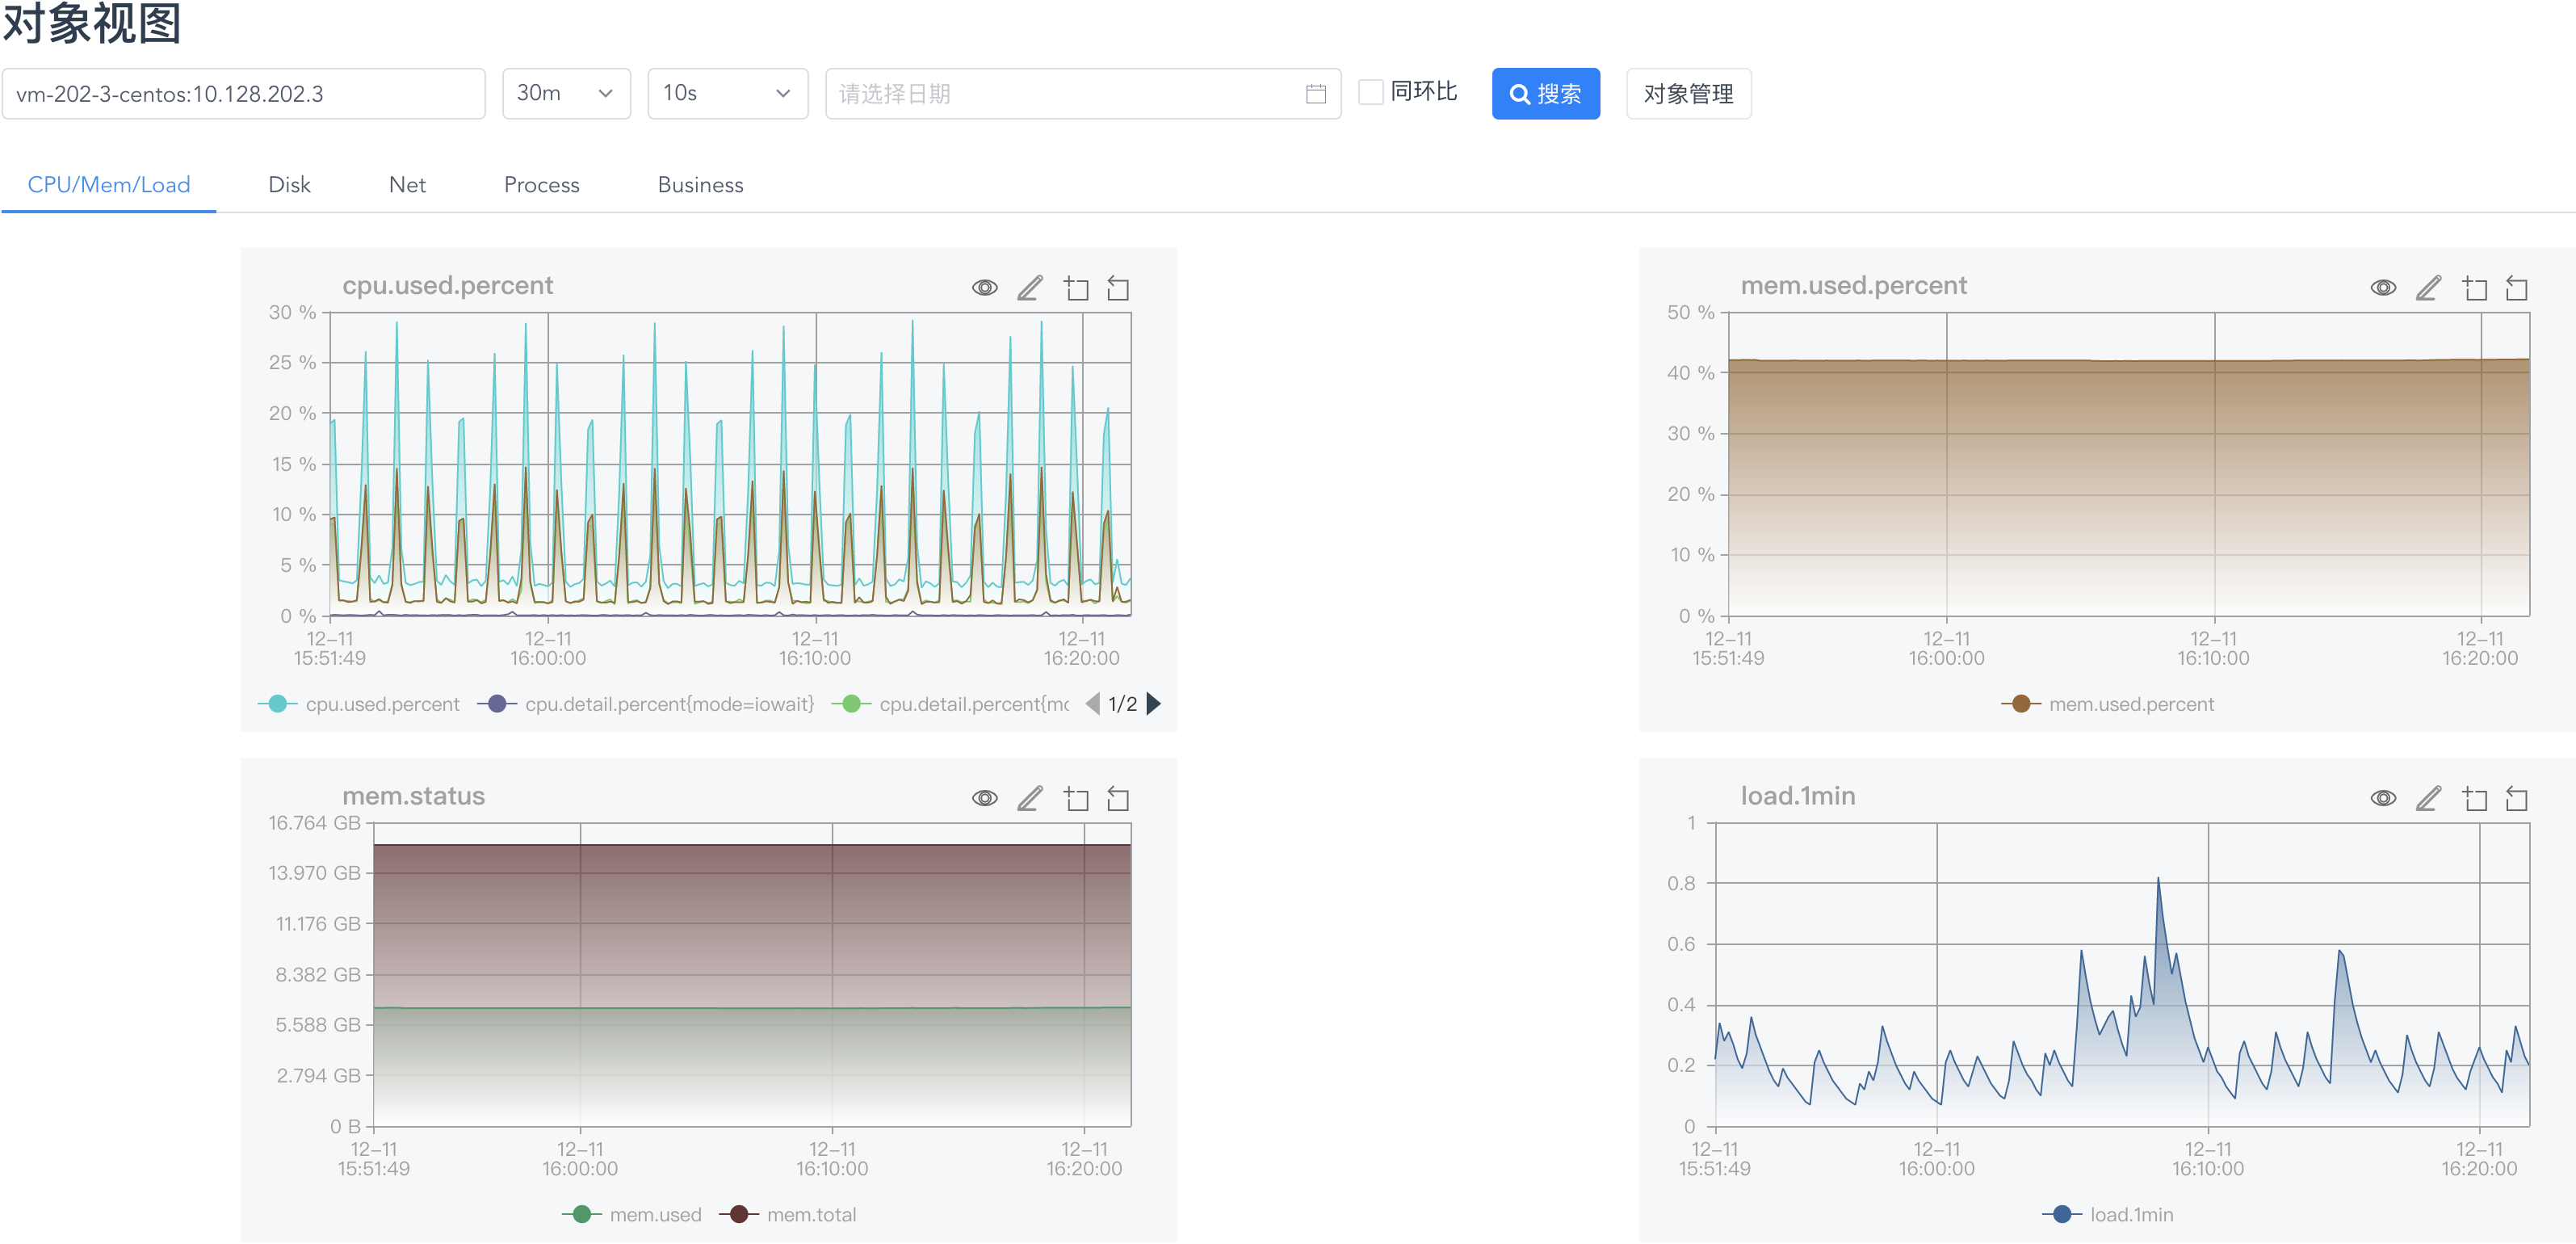 对象视图
vm-202-3-centos:10.128.202.3 30m 10s 请选择日期 同环比 搜索 对象管理
CPU/Mem/Load Disk Net Process Business
cpu.used.percent
30 %
25 %
20 %
15 %
10 %
5 %
0 %
12-11 12-11 12-11 12-11
15:51:49 16:00:00 16:10:00 16:20:00
cpu.used.percent cpu.detail.percent{mode=iowait} cpu.detail.percent{mc 1/2
mem.used.percent
50 %
40 %
30 %
20 %
10 %
0 %
12-11 12-11 12-11 12-11
15:51:49 16:00:00 16:10:00 16:20:00
mem.used.percent
mem.status
16.764 GB
13.970 GB
11.176 GB
8.382 GB
5.588 GB
2.794 GB
0 B
12-11 12-11 12-11 12-11
15:51:49 16:00:00 16:10:00 16:20:00
mem.used mem.total
load.1min
1
0.8
0.6
0.4
0.2
0
12-11 12-11 12-11 12-11
15:51:49 16:00:00 16:10:00 16:20:00
load.1min